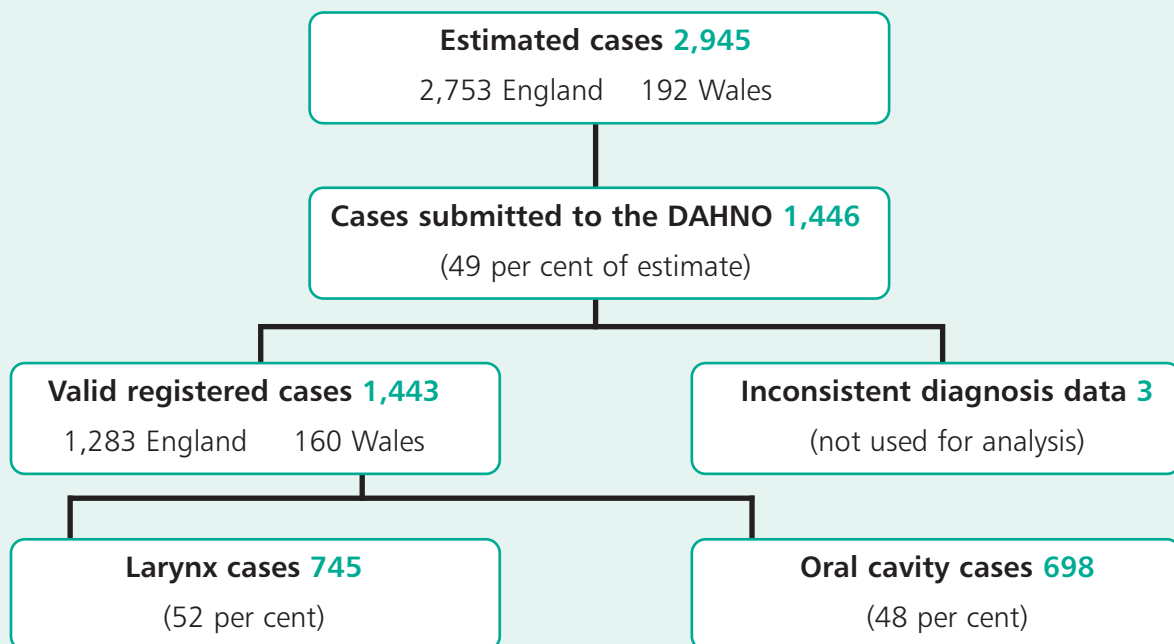 Estimated cases 2,945
2,753 England 192 Wales
Cases submitted to the DAHNO 1,446
(49 per cent of estimate)
Valid registered cases 1,443
1,283 England 160 Wales
Inconsistent diagnosis data 3
(not used for analysis)
Larynx cases 745
(52 per cent)
Oral cavity cases 698
(48 per cent)